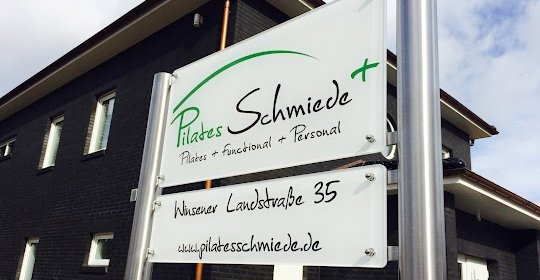 Pilates Schmiede +
Pilates + Functional + Personal
Winsener Landstraße 35
www.pilatesschmiede.de